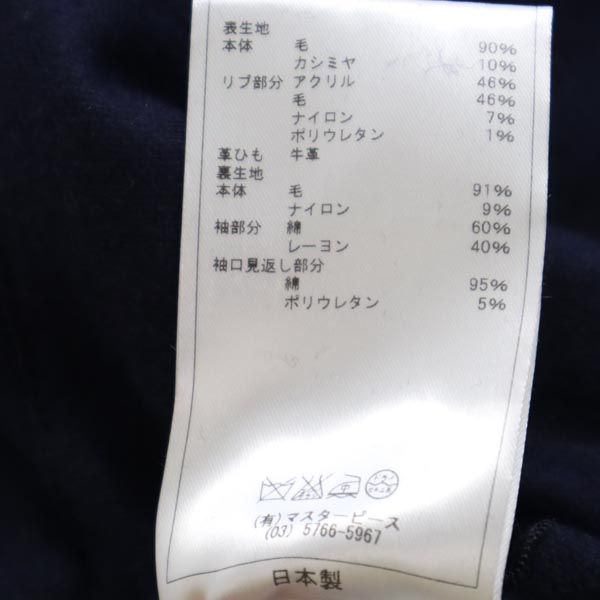 表生地
本体 毛 90%
カシミヤ 10%
リブ部分 アクリル 46%
毛 46%
ナイロン 7%
ポリウレタン 1%
革ひも 牛革
裏生地
本体 毛 91%
ナイロン 9%
袖部分 綿 60%
レーヨン 40%
袖口見返し部分
綿 95%
ポリウレタン 5%
中
(有)マスターピース
(03) 5766-5967
日本製